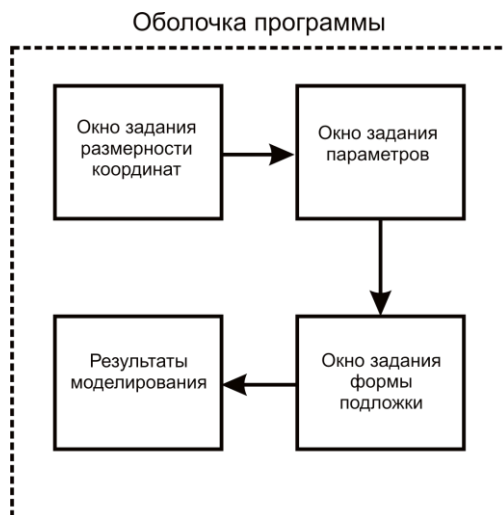 Оболочка программы
Окно задания
размерности
координат
Окно задания
параметров
Результаты
моделирования
Окно задания
формы
подложки